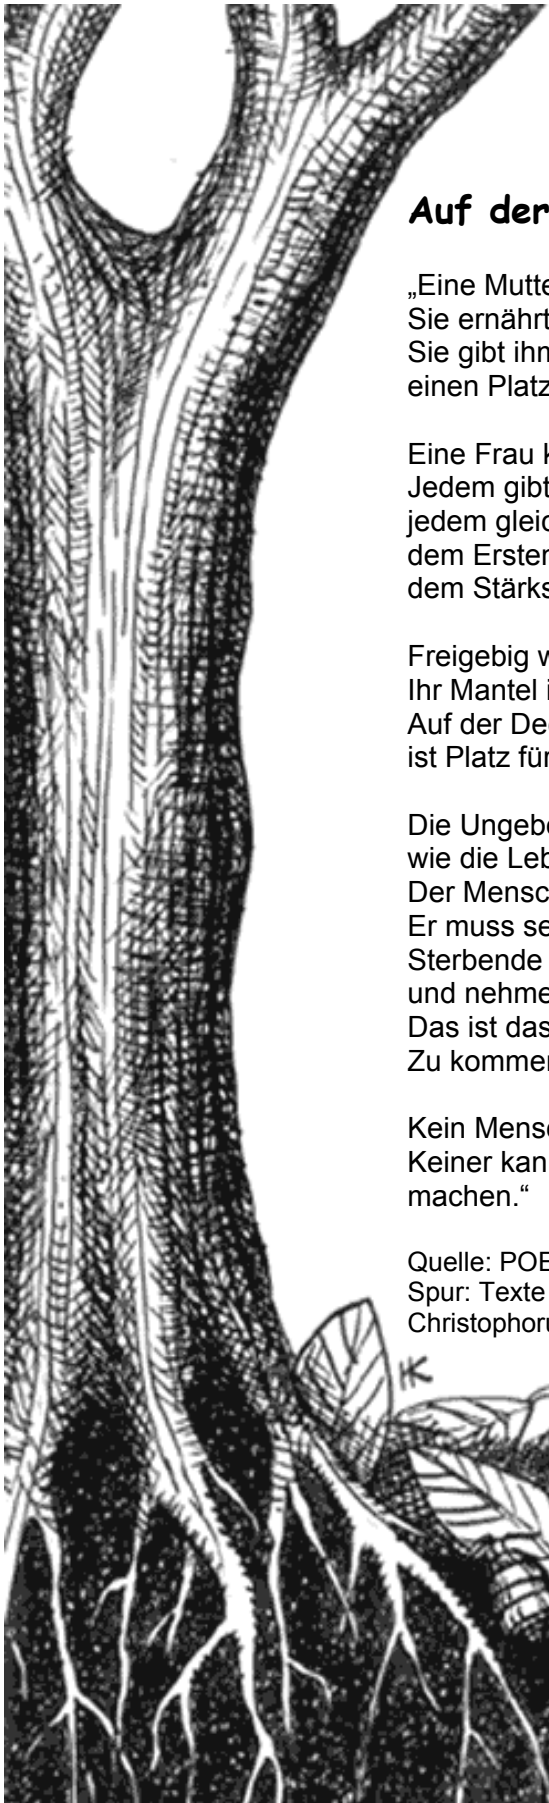 Auf der
„Eine Mutte
Sie ernährt
Sie gibt ihn
einen Platz
Eine Frau k
Jedem gibt
jedem gleic
dem Erster
dem Stärks
Freigebig w
Ihr Mantel i
Auf der De
ist Platz für
Die Ungebo
wie die Leb
Der Mensc
Er muss se
Sterbende
und nehme
Das ist das
Zu kommen
Kein Mensc
Keiner kan
machen.“
Quelle: POE
Spur: Texte
Christophoru